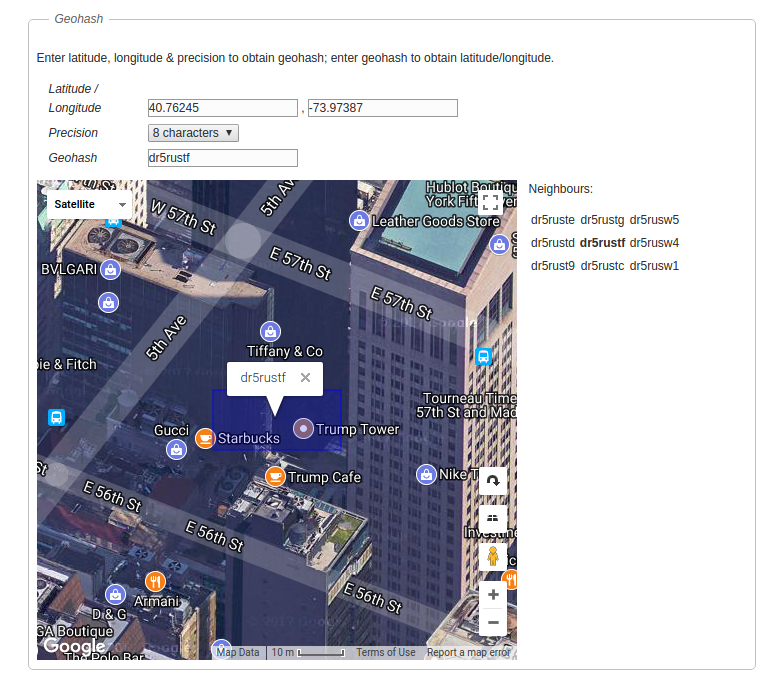 Geohash
Enter latitude, longitude & precision to obtain geohash; enter geohash to obtain latitude/longitude.
Latitude /
Longitude
40.76245 , -73.97387
Precision
8 characters ▼
Geohash
dr5rustf
Neighbours:
dr5ruste dr5rustg dr5rusw5
dr5rustd dr5rustf dr5rusw4
dr5rust9 dr5rustc dr5rusw1
Satellite
W 57th St
5th Av
Hublot Boutiqu
York Fift
Leather Goods Store
E 57th St
E 57th St
BVLGARI
5th Ave
Tiffany & Co
ie & Fitch
dr5rustf ×
Tourneau Time
57th St and Mad
Gucci
Starbucks
Trump Tower
Trump Cafe
Nike T
St
E 56th St
E 56th St
E 56th St
Armani
D & G
GA Boutique
The Polo Bar
Google
Map Data
10 m
Terms of Use
Report a map error